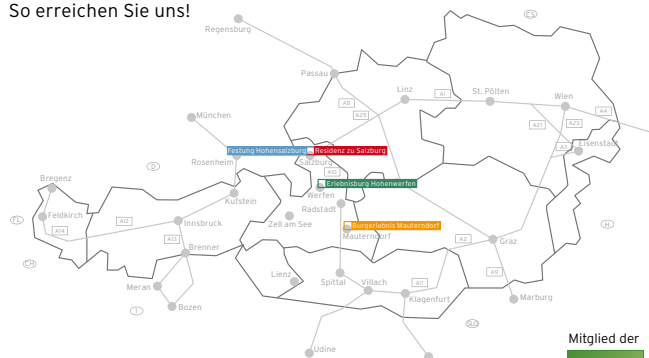 So erreichen Sie uns!
CS
Regensburg
Passau
Linz
A1
St. Pölten
Wien
A8
A25
A4
A21
A23
München
Festung Hohensalzburg
Residenz zu Salzburg
A3
Eisenstadt
Rosenheim
Salzburg
D
A10
Bregenz
Erlebnisburg Hohenwerfen
Kufstein
Werfen
Radstadt
FL
Feldkirch
A12
Innsbruck
Zell am See
Burgerlebnis Mauterndorf
H
A14
A13
Mauterndorf
A2
Graz
Brenner
CH
Lienz
A9
Meran
Spittal
Villach
A11
Klagenfurt
Marburg
I
Bozen
SLO
Udine
Mitglied der